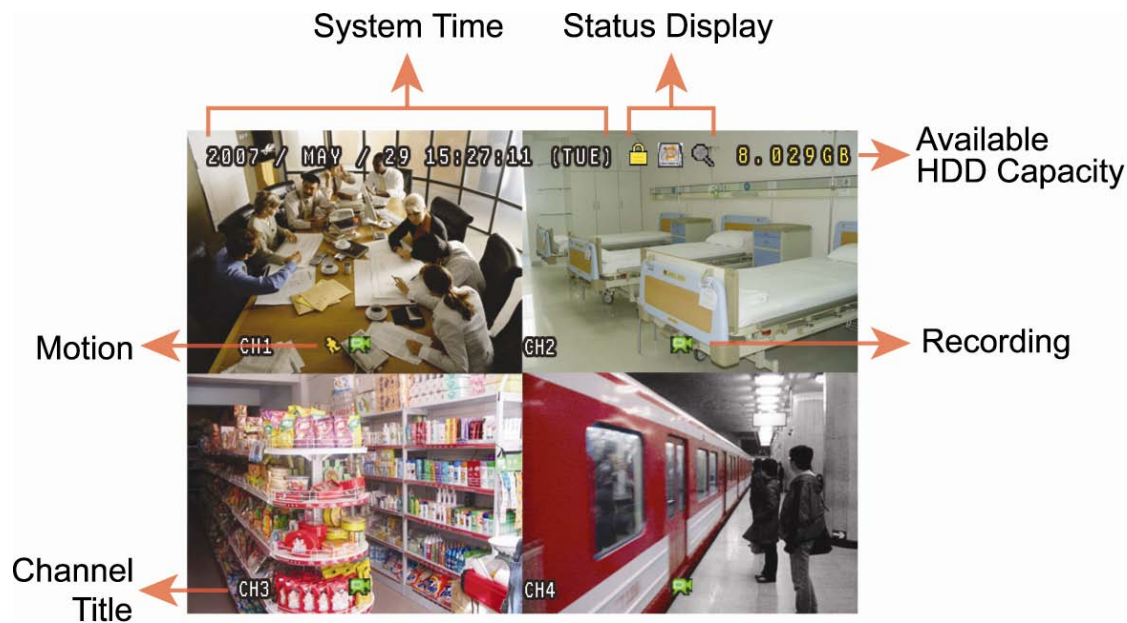 System Time
Status Display
2007 / MAY / 29 15:27:11 (TUE)
8.029GB
Available
HDD Capacity
Motion
CH1
CH2
Recording
Channel
Title
CH3
CH4